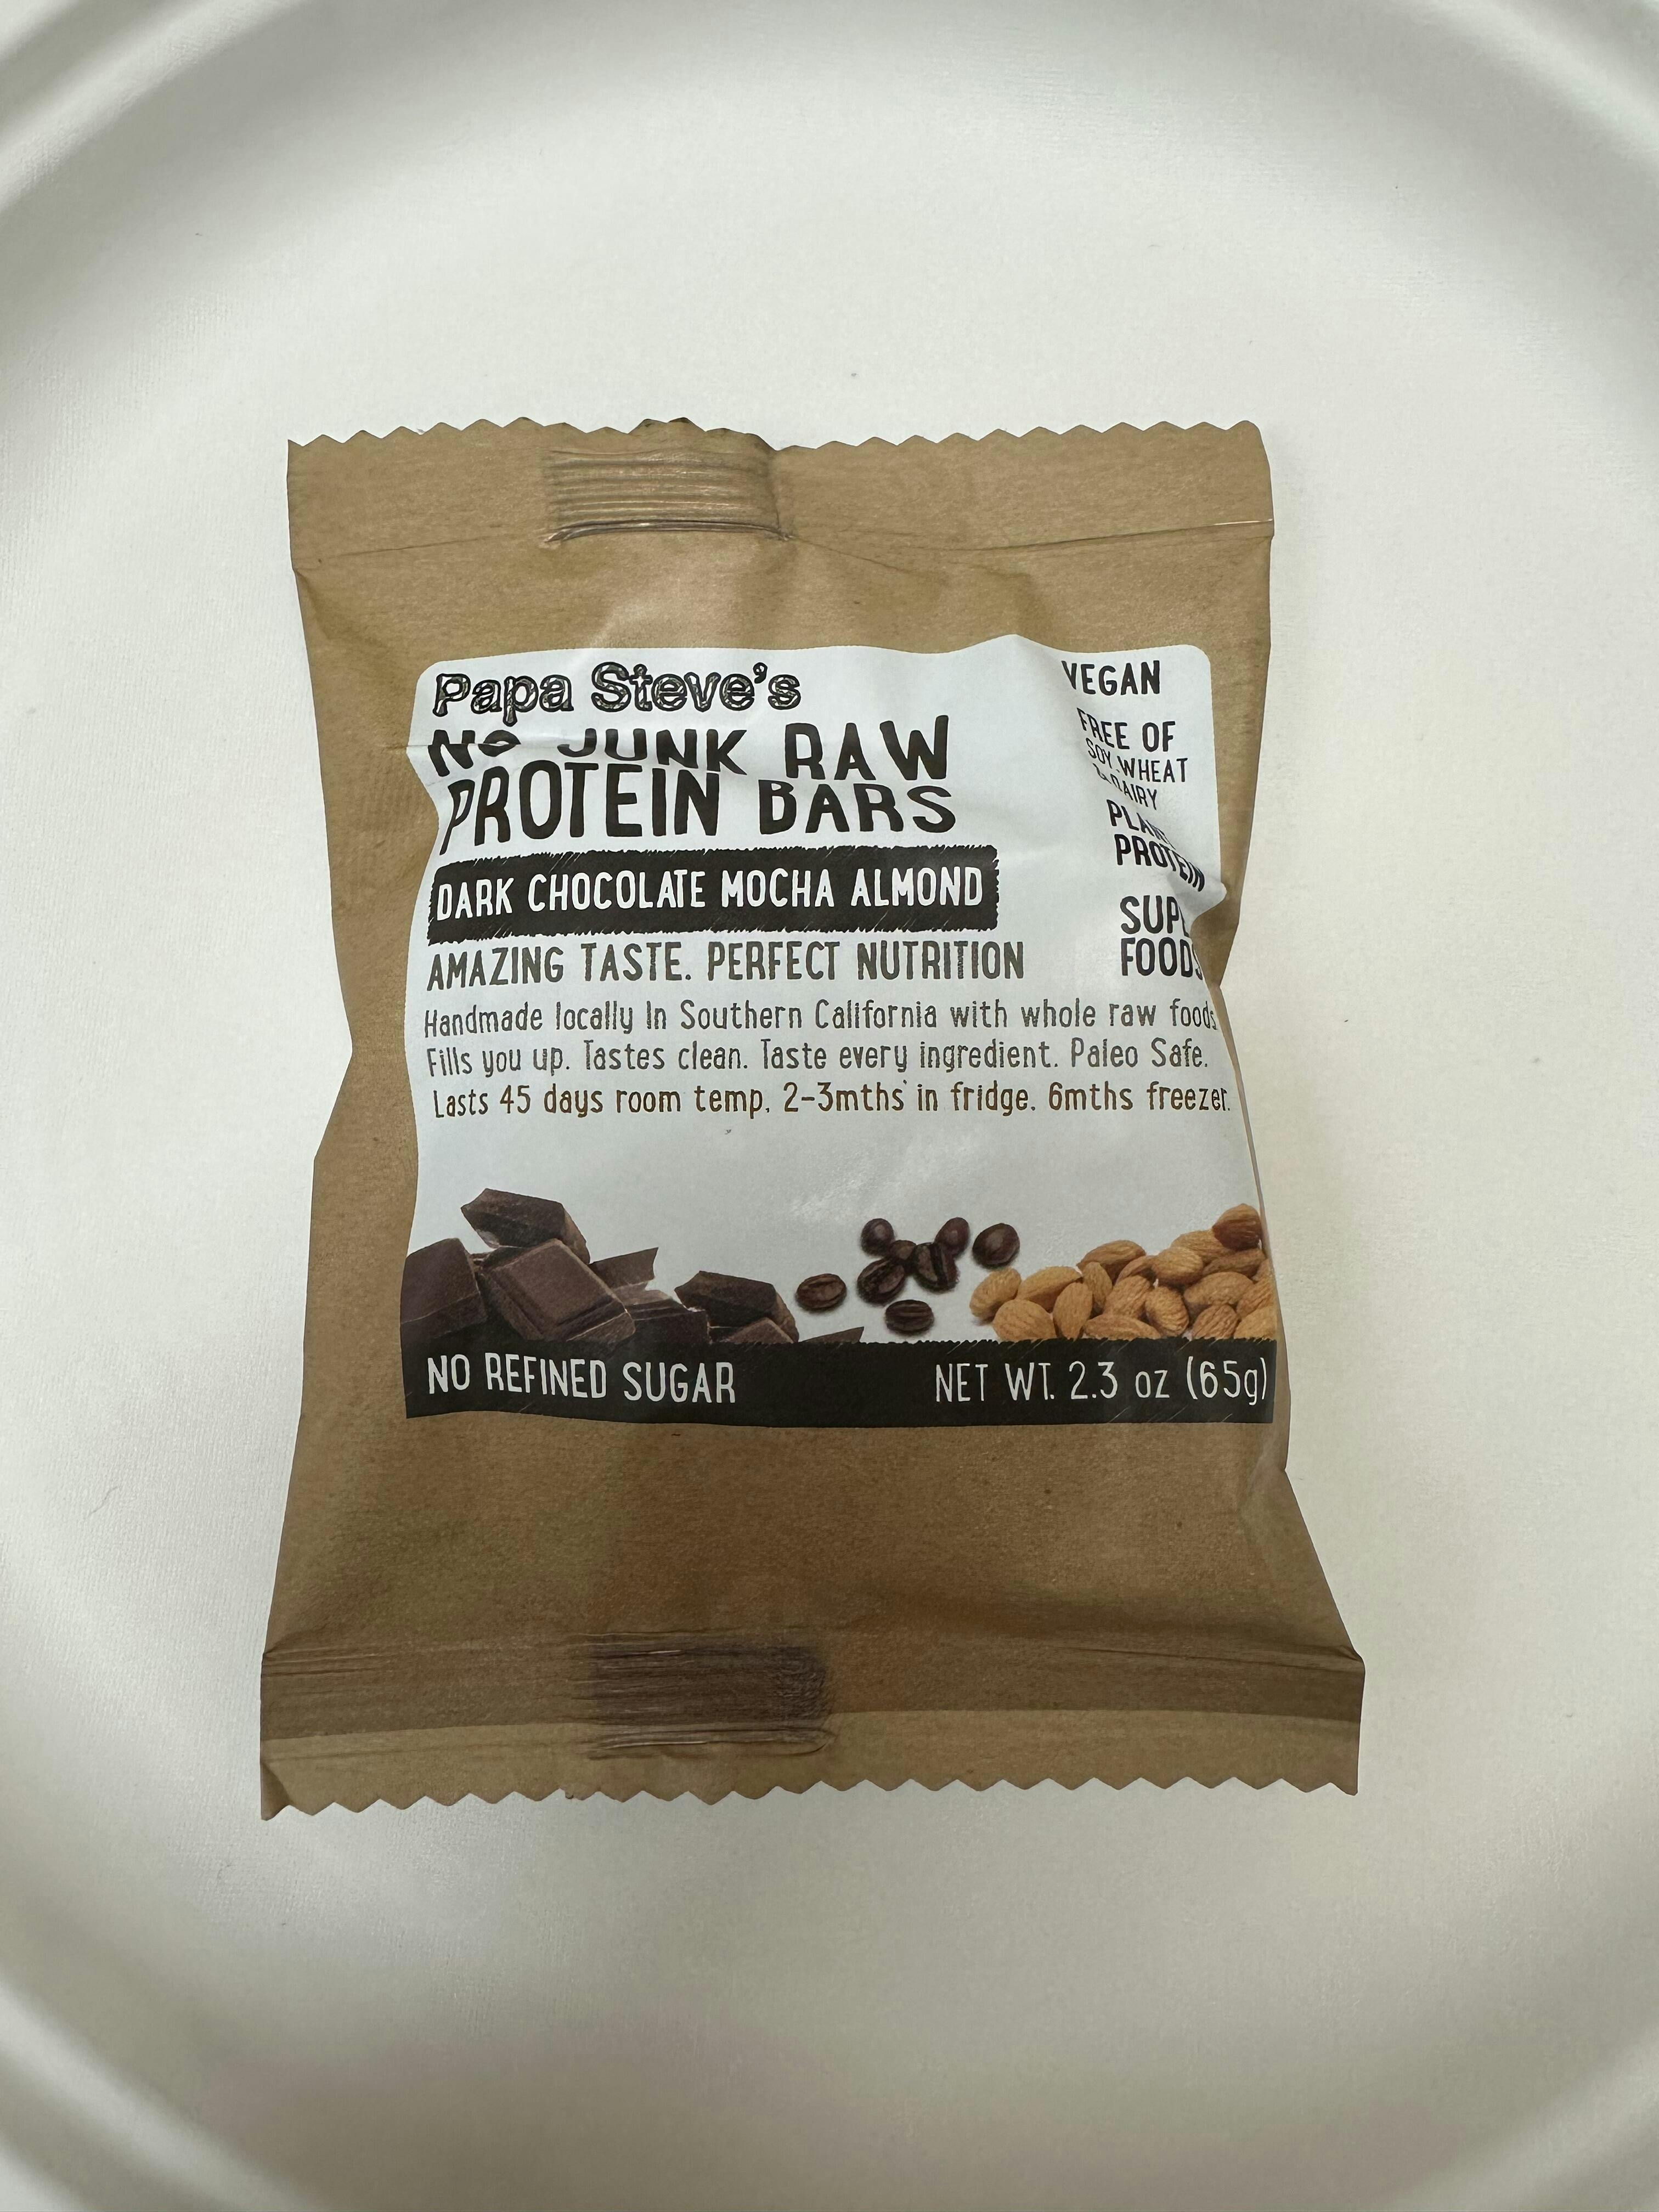 Papa Steve's
NO JUNK RAW
PROTEIN BARS
DARK CHOCOLATE MOCHA ALMOND
AMAZING TASTE. PERFECT NUTRITION
Handmade locally In Southern California with whole raw foods
Fills you up. Tastes clean. Taste every ingredient. Paleo Safe.
Lasts 45 days room temp. 2-3mths in fridge. 6mths freezer.
VEGAN
FREE OF
SOY, WHEAT
& DAIRY
PLANT
PROTEIN
FOODS
NO REFINED SUGAR
NET WT. 2.3 oz (65g)